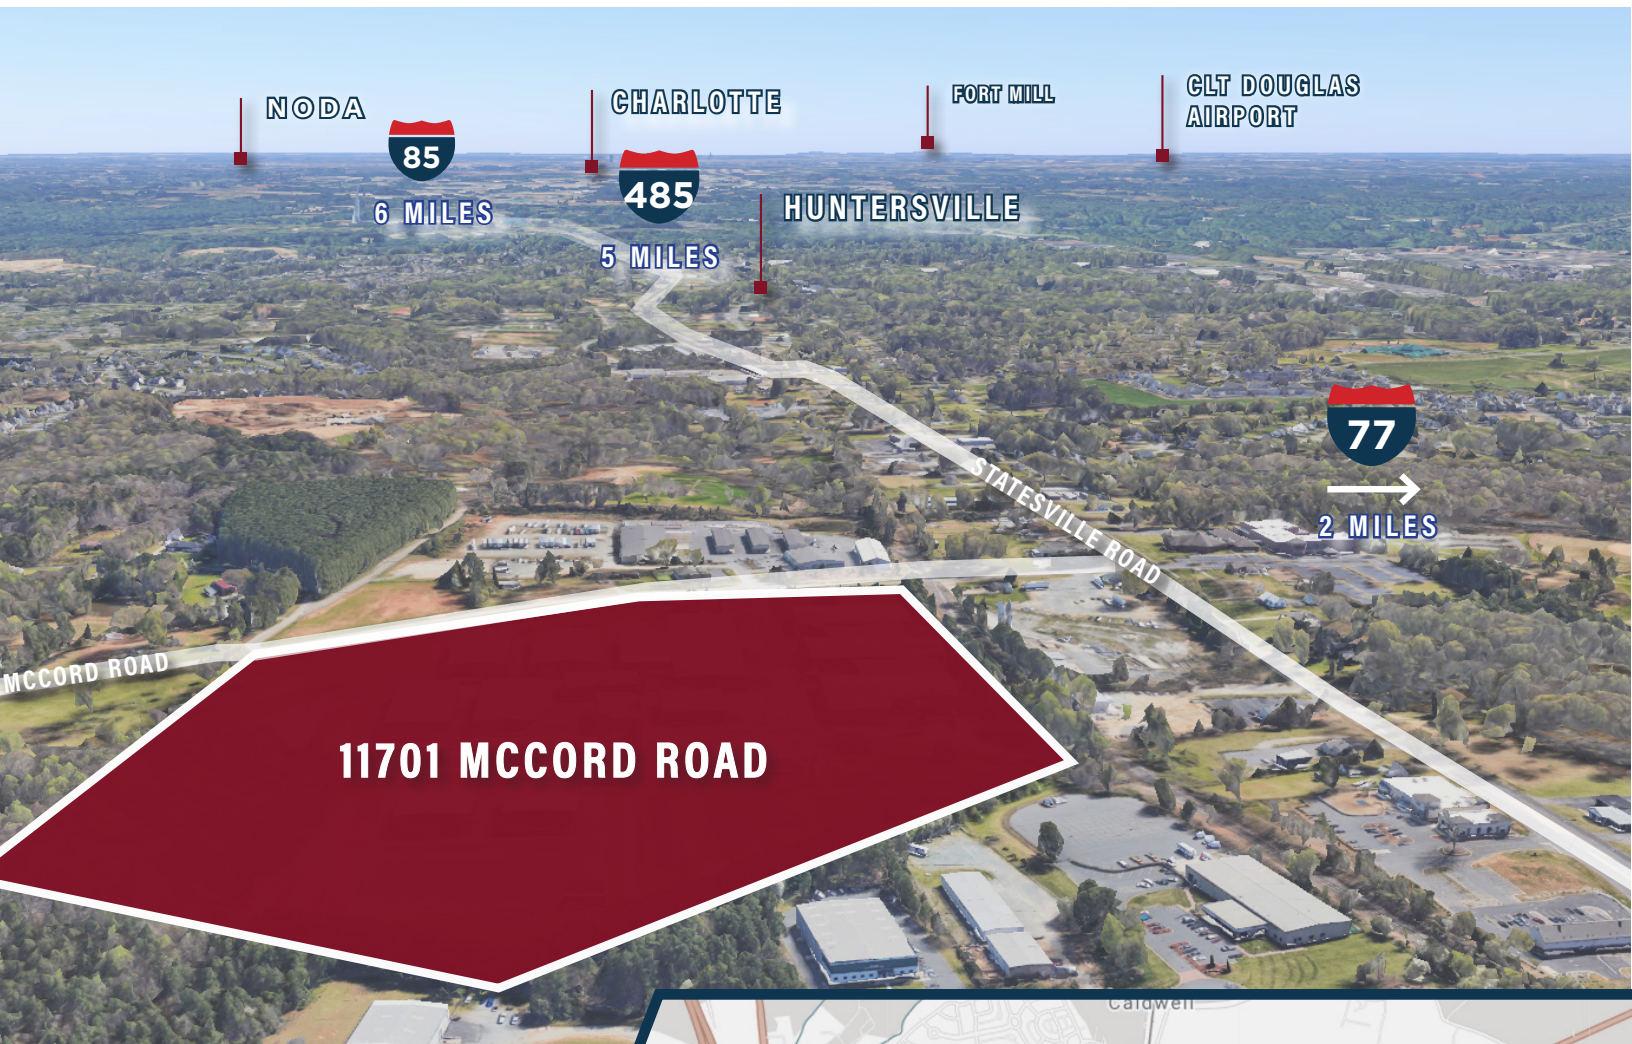 NODA
85
6 MILES
CHARLOTTE
485
5 MILES
FORT MILL
CLT DOUGLAS
AIRPORT
HUNTERSVILLE
77
2 MILES
STATESVILLE ROAD
MCCORD ROAD
11701 MCCORD ROAD
Caldwell